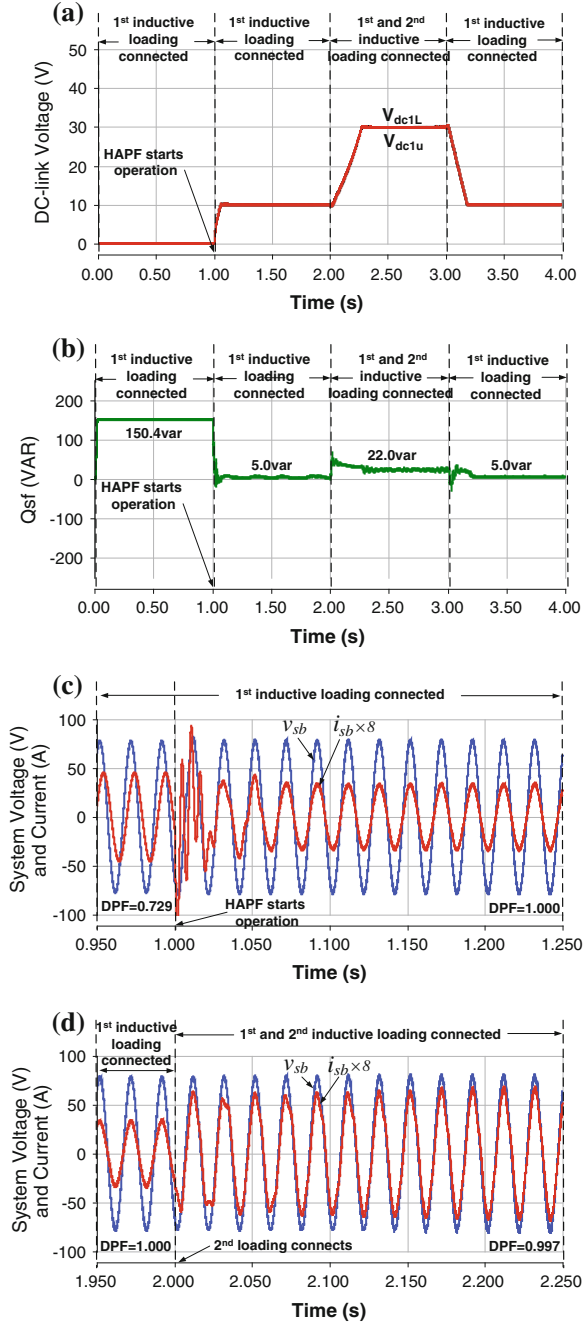 (a)
1st inductive loading connected
1st inductive loading connected
1st and 2nd inductive loading connected
1st inductive loading connected
DC-link Voltage (V)
50
40
30
20
10
0
Vdc1L
Vdc1u
HAPF starts operation
0.00 0.50 1.00 1.50 2.00 2.50 3.00 3.50 4.00
Time (s)
(b)
1st inductive loading connected
1st inductive loading connected
1st and 2nd inductive loading connected
1st inductive loading connected
Qsf (VAR)
200
100
0
-100
-200
150.4var
5.0var
22.0var
5.0var
HAPF starts operation
0.00 0.50 1.00 1.50 2.00 2.50 3.00 3.50 4.00
Time (s)
(c)
1st inductive loading connected
System Voltage (V) and Current (A)
100
50
0
-50
-100
vsb
isb×8
DPF=0.729
HAPF starts operation
DPF=1.000
0.950 1.000 1.050 1.100 1.150 1.200 1.250
Time (s)
(d)
1st inductive loading connected
1st and 2nd inductive loading connected
System Voltage (V) and Current (A)
100
50
0
-50
-100
vsb
isb×8
DPF=1.000
2nd loading connects
DPF=0.997
1.950 2.000 2.050 2.100 2.150 2.200 2.250
Time (s)